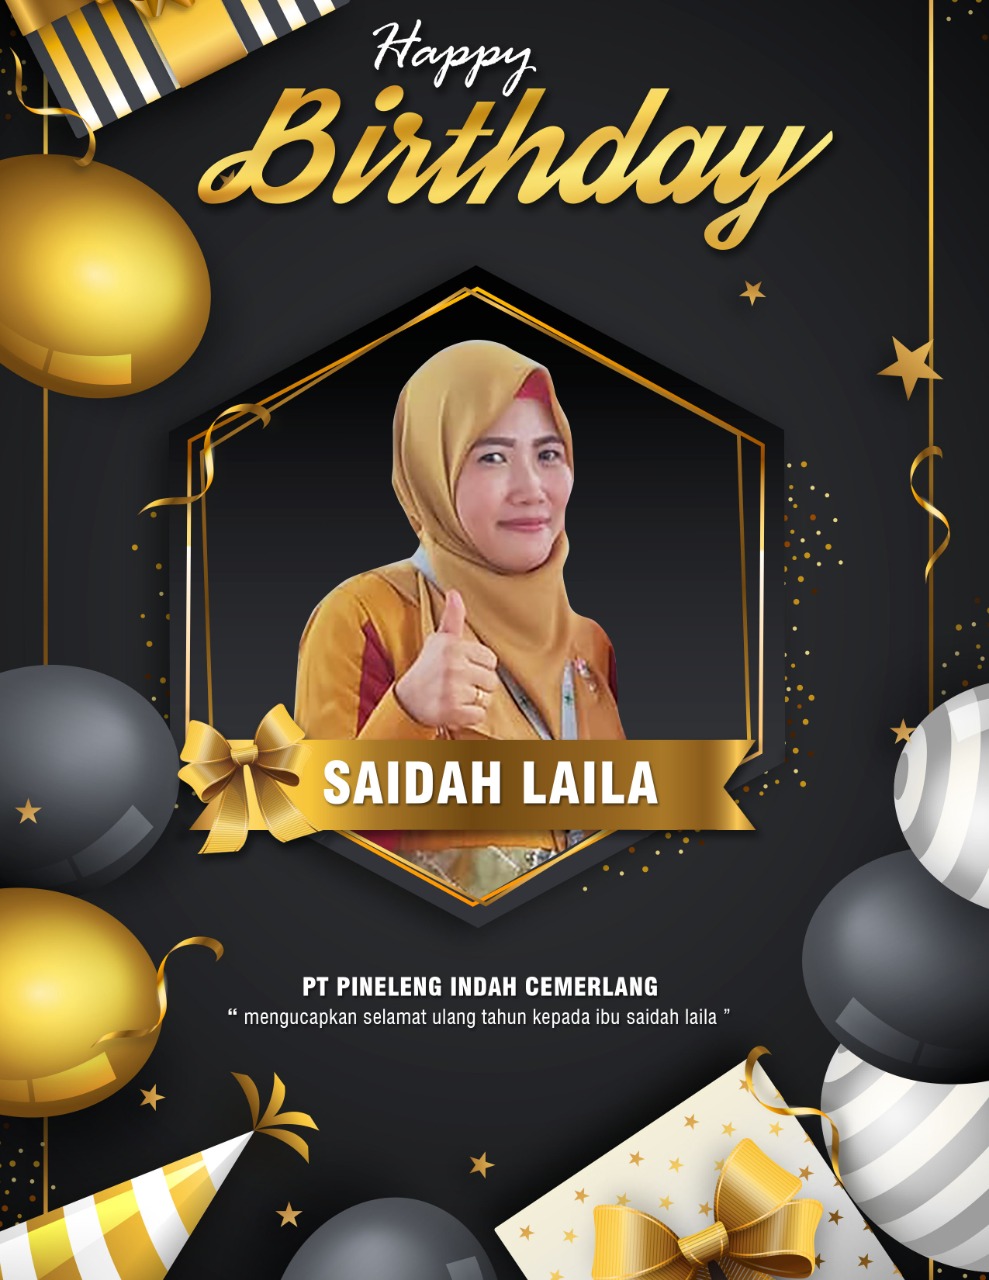 Happy
Birthday
SAIDAH LAILA
PT PINELENG INDAH CEMERLANG
“ mengucapkan selamat ulang tahun kepada ibu saidah laila ”